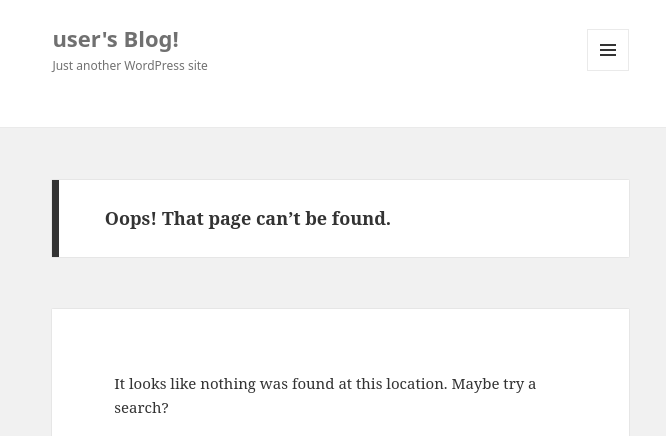 user's Blog!
Just another WordPress site
Oops! That page can’t be found.
It looks like nothing was found at this location. Maybe try a
search?